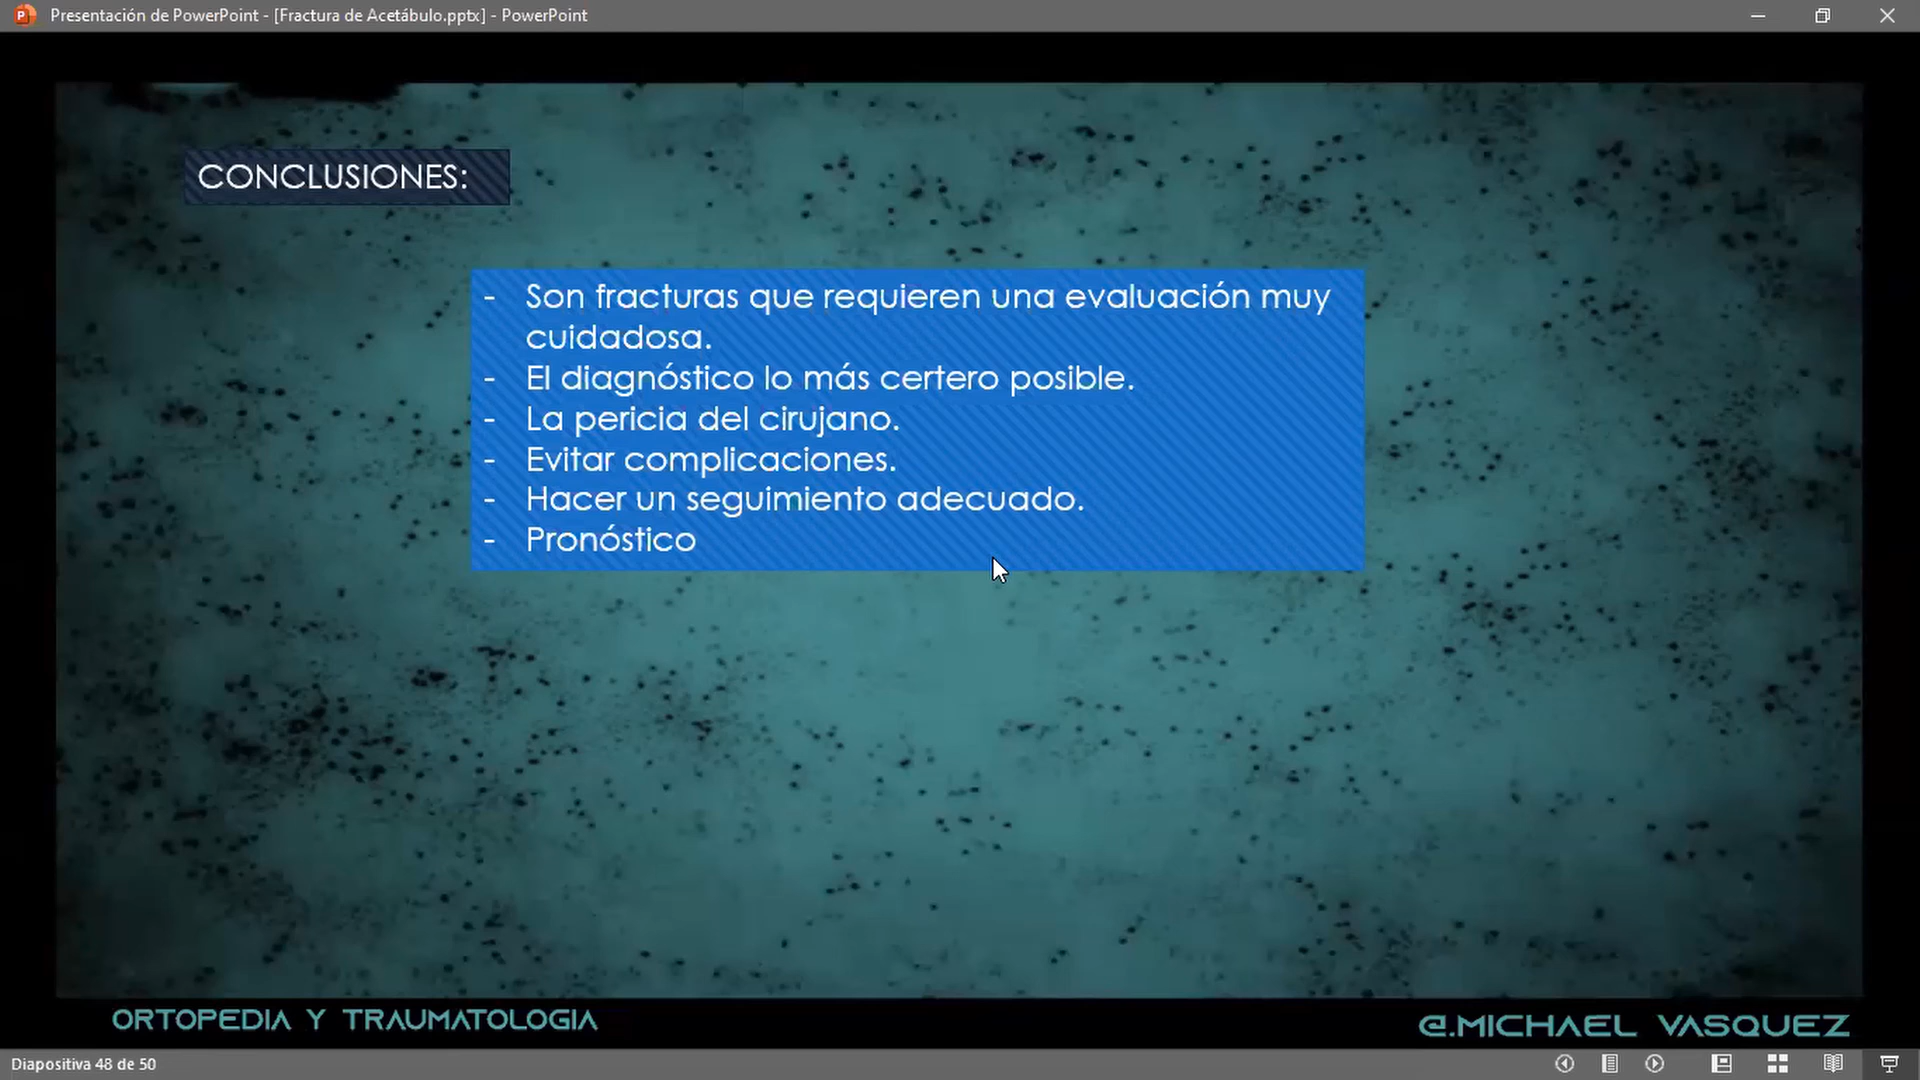 Presentación de PowerPoint - [Fractura de Acetábulo.pptx] - PowerPoint
CONCLUSIONES:
- Son fracturas que requieren una evaluación muy
cuidadosa.
- El diagnóstico lo más certero posible.
- La pericia del cirujano.
- Evitar complicaciones.
- Hacer un seguimiento adecuado.
- Pronóstico
ORTOPEDIA Y TRAUMATOLOGIA
@.MICHAEL VASQUEZ
Diapositiva 48 de 50